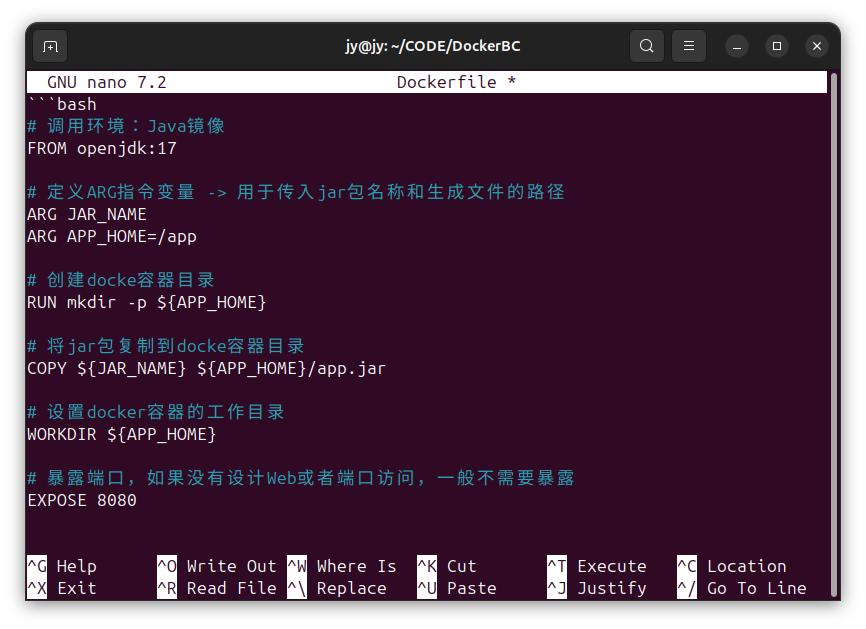 jy@jy: ~/CODE/DockerBC
GNU nano 7.2 Dockerfile *
```bash
# 调用环境：Java镜像
FROM openjdk:17
# 定义ARG指令变量 -> 用于传入jar包名称和生成文件的路径
ARG JAR_NAME
ARG APP_HOME=/app
# 创建docke容器目录
RUN mkdir -p ${APP_HOME}
# 将jar包复制到docke容器目录
COPY ${JAR_NAME} ${APP_HOME}/app.jar
# 设置docker容器的工作目录
WORKDIR ${APP_HOME}
# 暴露端口，如果没有设计Web或者端口访问，一般不需要暴露
EXPOSE 8080
^G Help ^O Write Out ^W Where Is ^K Cut ^T Execute ^C Location
^X Exit ^R Read File ^\ Replace ^U Paste ^J Justify ^/ Go To Line